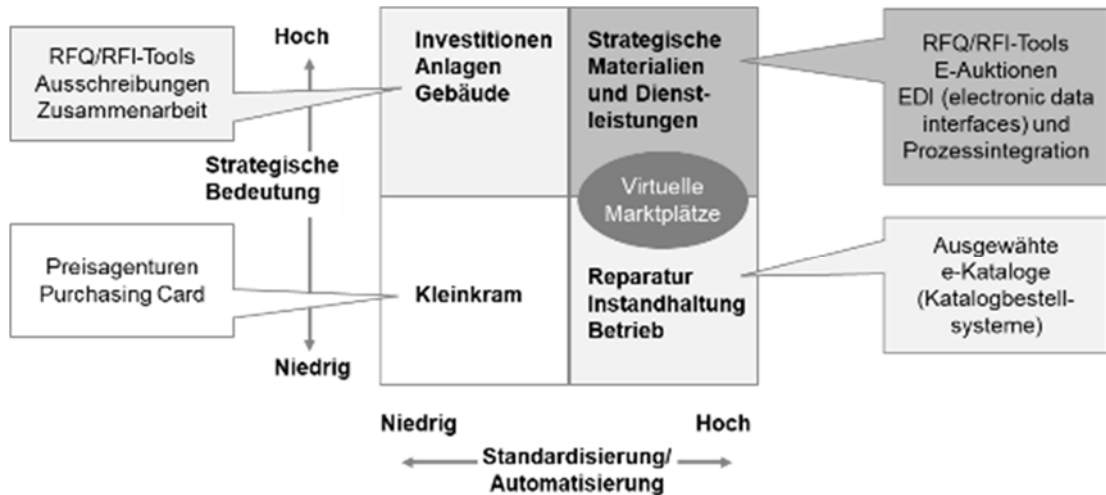 RFQ/RFI-Tools
Ausschreibungen
Zusammenarbeit
Hoch
Strategische
Bedeutung
Niedrig
Preisagenturen
Purchasing Card
Investitionen
Anlagen
Gebäude
Strategische
Materialien
und Dienst-
leistungen
Virtuelle
Marktplätze
Kleinkram
Reparatur
Instandhaltung
Betrieb
RFQ/RFI-Tools
E-Auktionen
EDI (electronic data
interfaces) und
Prozessintegration
Ausgewähte
e-Kataloge
(Katalogbestell-
systeme)
Niedrig
Hoch
Standardisierung/
Automatisierung